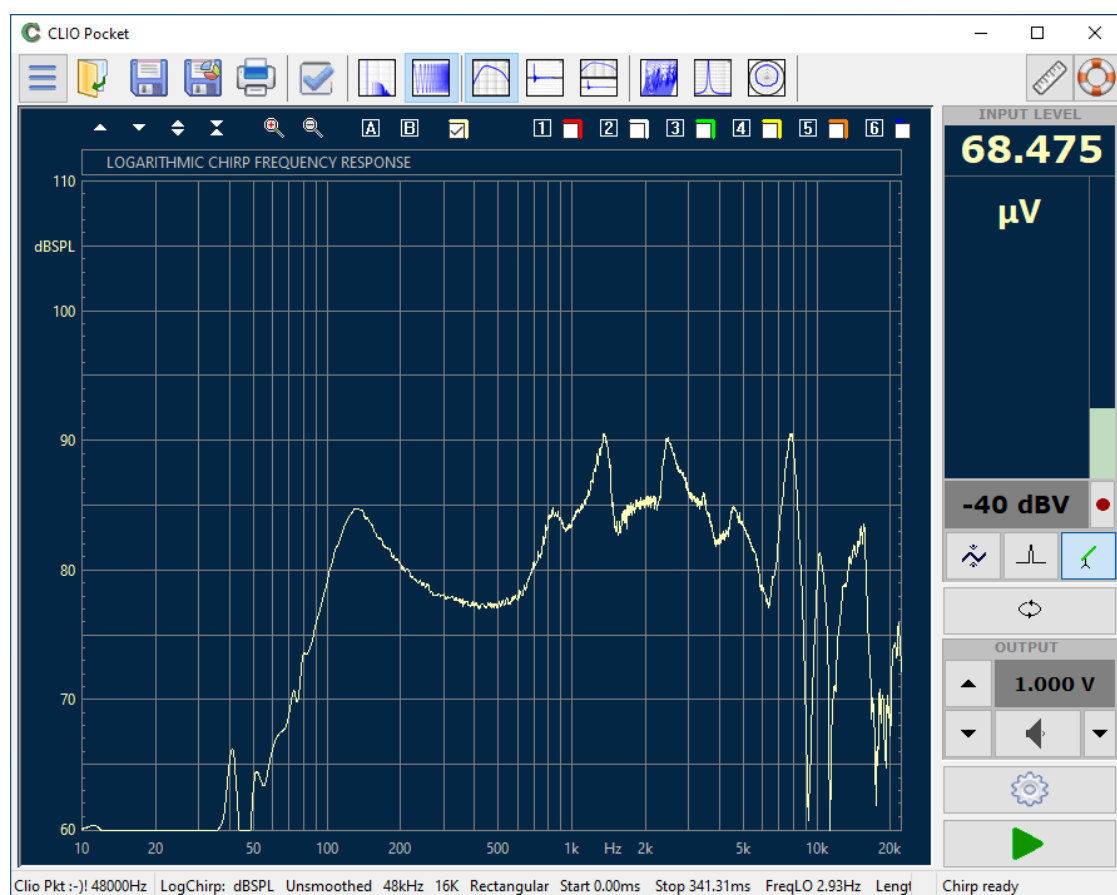 CLIO Pocket
INPUT LEVEL
A B 1 2 3 4 5 6
68.475
µV
LOGARITHMIC CHIRP FREQUENCY RESPONSE
110
dBSPL
100
90
80
70
60
10 20 50 100 200 500 1k Hz 2k 5k 10k 20k
-40 dBV
OUTPUT
1.000 V
Clio Pkt :-)! 48000Hz LogChirp: dBSPL Unsmoothed 48kHz 16K Rectangular Start 0.00ms Stop 341.31ms FreqLO 2.93Hz Chirp ready